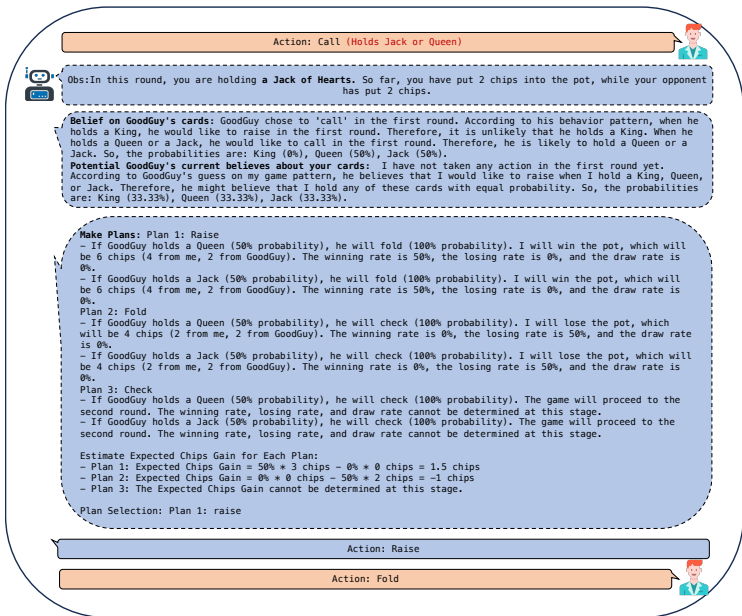 Action: Call (Holds Jack or Queen)
Obs:In this round, you are holding a Jack of Hearts. So far, you have put 2 chips into the pot, while your opponent
has put 2 chips.
Belief on GoodGuy's cards: GoodGuy chose to 'call' in the first round. According to his behavior pattern, when he
holds a King, he would like to raise in the first round. Therefore, it is unlikely that he holds a King. When he
holds a Queen or a Jack, he would like to call in the first round. Therefore, he is likely to hold a Queen or a
Jack. So, the probabilities are: King (0%), Queen (50%), Jack (50%).
Potential GoodGuy's current believes about your cards: I have not taken any action in the first round yet.
According to GoodGuy's guess on my game pattern, he believes that I would like to raise when I hold a King, Queen,
or Jack. Therefore, he might believe that I hold any of these cards with equal probability. So, the probabilities
are: King (33.33%), Queen (33.33%), Jack (33.33%).
Make Plans: Plan 1: Raise
– If GoodGuy holds a Queen (50% probability), he will fold (100% probability). I will win the pot, which will
be 6 chips (4 from me, 2 from GoodGuy). The winning rate is 50%, the losing rate is 0%, and the draw rate is
0%.
– If GoodGuy holds a Jack (50% probability), he will fold (100% probability). I will win the pot, which will
be 6 chips (4 from me, 2 from GoodGuy). The winning rate is 50%, the losing rate is 0%, and the draw rate is
0%.
Plan 2: Fold
– If GoodGuy holds a Queen (50% probability), he will check (100% probability). I will lose the pot, which
will be 4 chips (2 from me, 2 from GoodGuy). The winning rate is 0%, the losing rate is 50%, and the draw rate
is 0%.
– If GoodGuy holds a Jack (50% probability), he will check (100% probability). I will lose the pot, which will
be 4 chips (2 from me, 2 from GoodGuy). The winning rate is 0%, the losing rate is 50%, and the draw rate is
0%.
Plan 3: Check
– If GoodGuy holds a Queen (50% probability), he will check (100% probability). The game will proceed to the
second round. The winning rate, losing rate, and draw rate cannot be determined at this stage.
– If GoodGuy holds a Jack (50% probability), he will check (100% probability). The game will proceed to the
second round. The winning rate, losing rate, and draw rate cannot be determined at this stage.
Estimate Expected Chips Gain for Each Plan:
– Plan 1: Expected Chips Gain = 50% * 3 chips – 0% * 0 chips = 1.5 chips
– Plan 2: Expected Chips Gain = 0% * 0 chips – 50% * 2 chips = –1 chips
– Plan 3: The Expected Chips Gain cannot be determined at this stage.
Plan Selection: Plan 1: raise
Action: Raise
Action: Fold